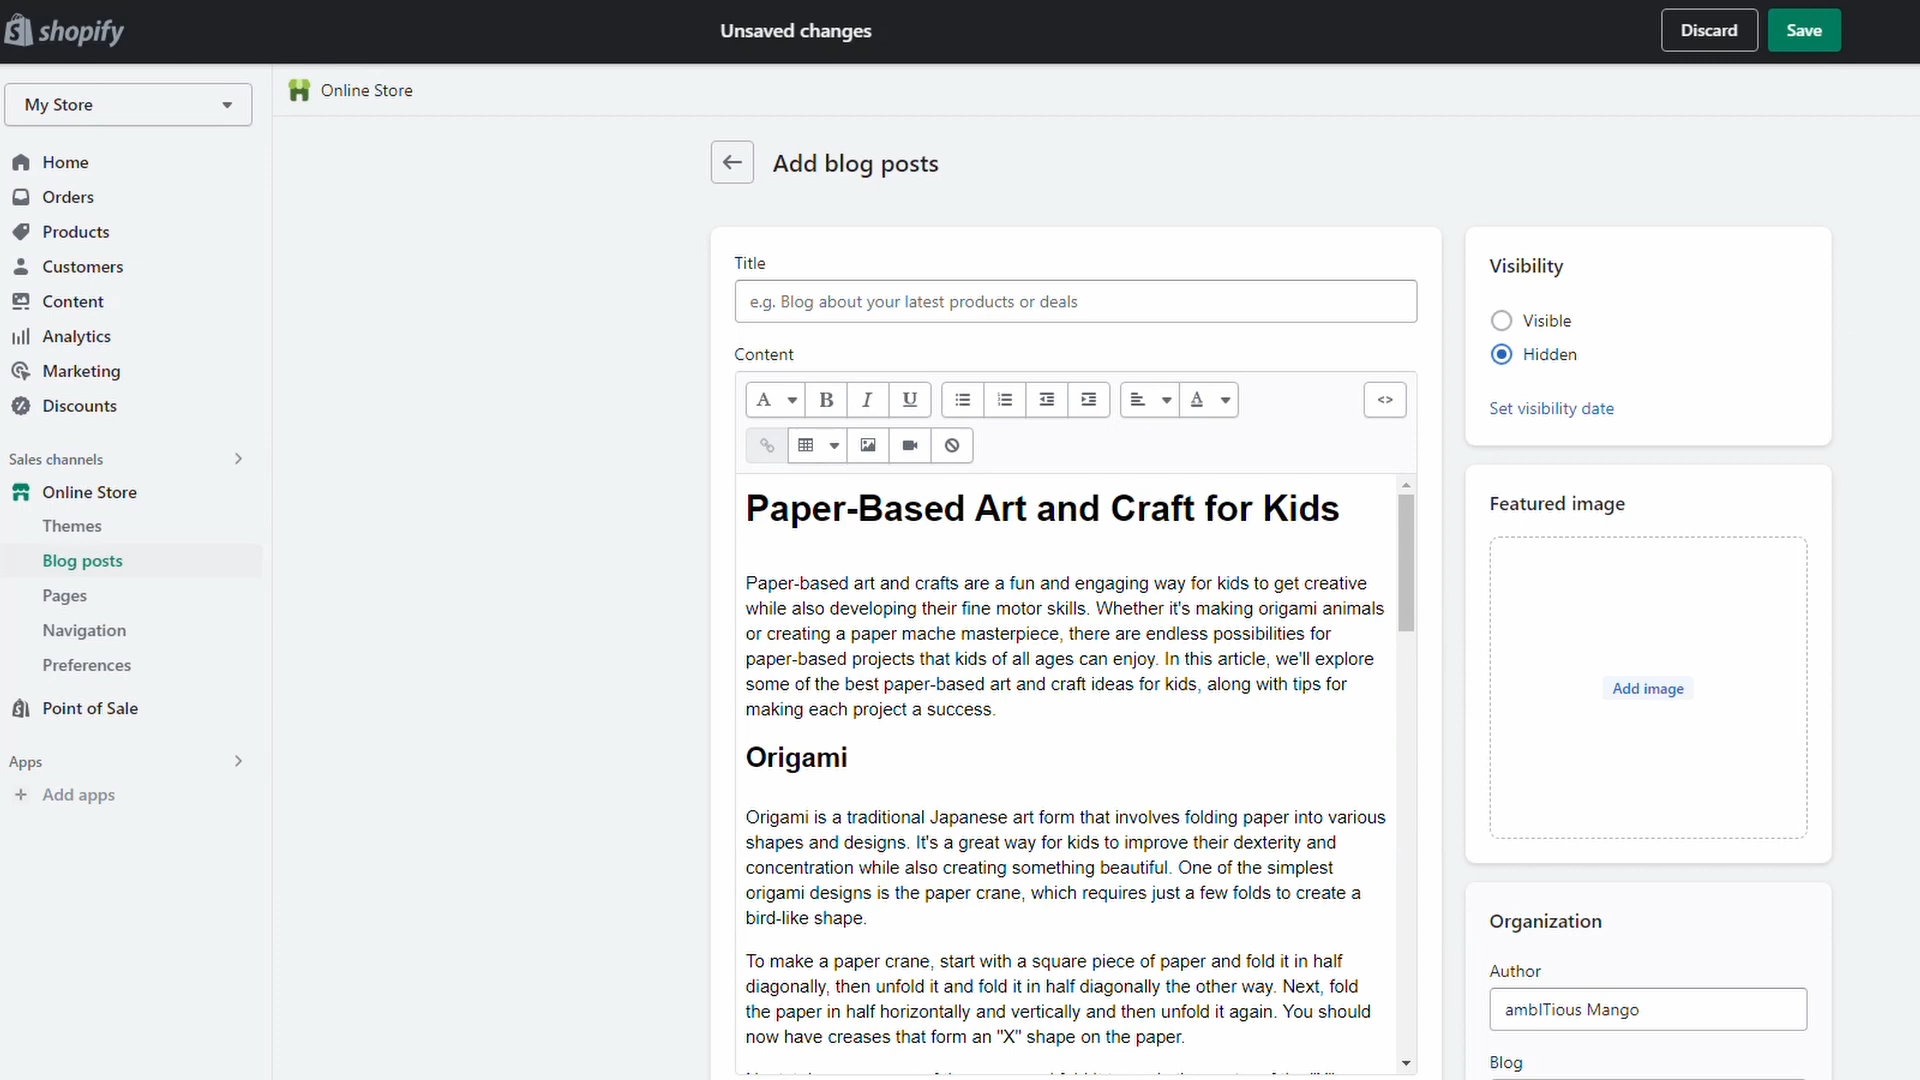 shopify
Unsaved changes
Discard
Save
My Store
Online Store
Home
Orders
Products
Customers
Content
Analytics
Marketing
Discounts
Sales channels
Online Store
Themes
Blog posts
Pages
Navigation
Preferences
Point of Sale
Apps
Add apps
Add blog posts
Title
e.g. Blog about your latest products or deals
Content
A
B
I
U
A
<>
Paper-Based Art and Craft for Kids
Paper-based art and crafts are a fun and engaging way for kids to get creative
while also developing their fine motor skills. Whether it's making origami animals
or creating a paper mache masterpiece, there are endless possibilities for
paper-based projects that kids of all ages can enjoy. In this article, we'll explore
some of the best paper-based art and craft ideas for kids, along with tips for
making each project a success.
Origami
Origami is a traditional Japanese art form that involves folding paper into various
shapes and designs. It's a great way for kids to improve their dexterity and
concentration while also creating something beautiful. One of the simplest
origami designs is the paper crane, which requires just a few folds to create a
bird-like shape.
To make a paper crane, start with a square piece of paper and fold it in half
diagonally, then unfold it and fold it in half diagonally the other way. Next, fold
the paper in half horizontally and vertically and then unfold it again. You should
now have creases that form an "X" shape on the paper.
Visibility
Visible
Hidden
Set visibility date
Featured image
Add image
Organization
Author
ambITious Mango
Blog